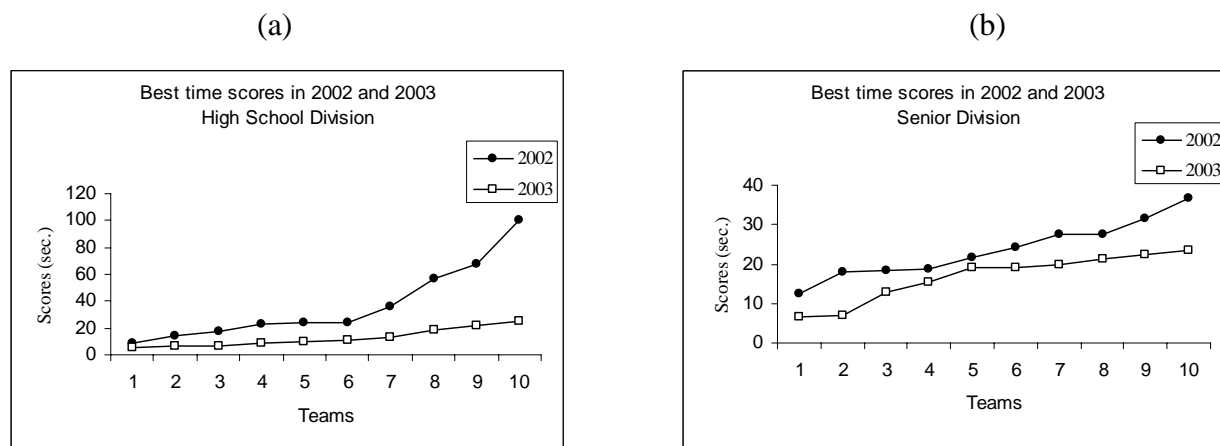 (a)
Best time scores in 2002 and 2003
High School Division
2002
2003
120
100
80
60
40
20
0
Scores (sec.)
1 2 3 4 5 6 7 8 9 10
Teams
(b)
Best time scores in 2002 and 2003
Senior Division
2002
2003
40
30
20
10
0
Scores (sec.)
1 2 3 4 5 6 7 8 9 10
Teams